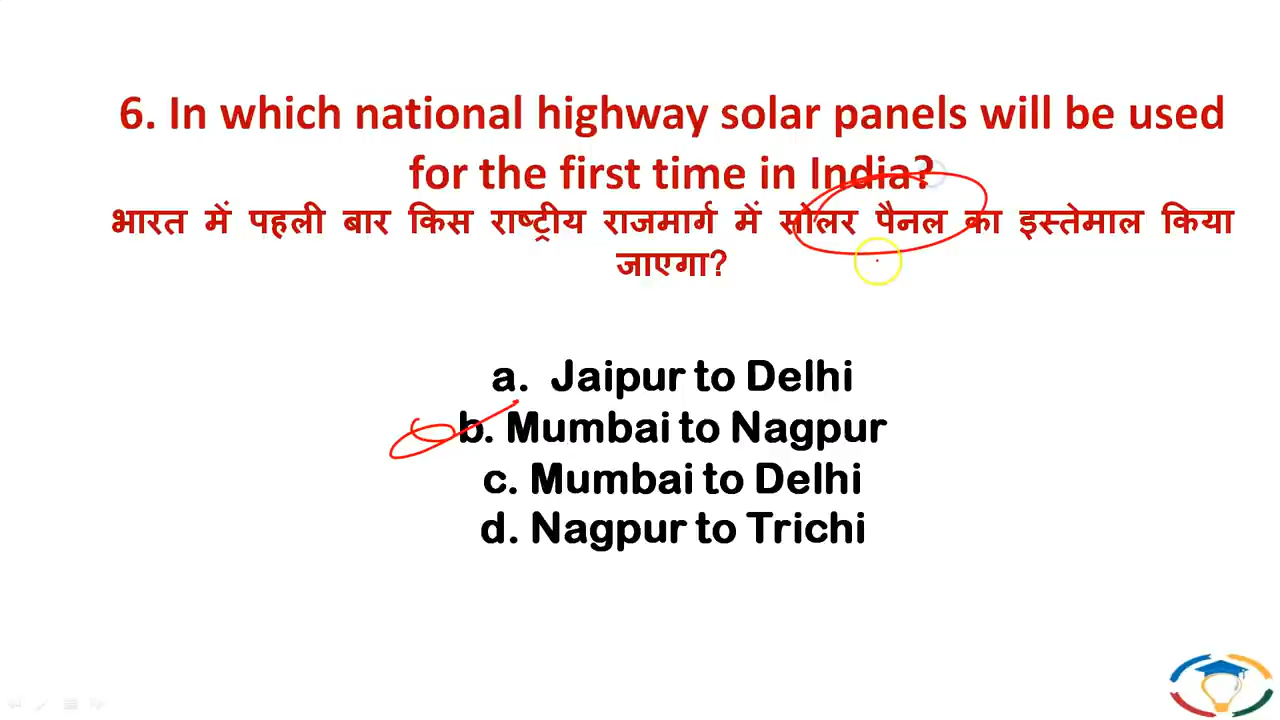 6. In which national highway solar panels will be used
for the first time in India?
भारत में पहली बार किस राष्ट्रीय राजमार्ग में सोलर पैनल का इस्तेमाल किया
जाएगा?
a. Jaipur to Delhi
b. Mumbai to Nagpur
c. Mumbai to Delhi
d. Nagpur to Trichi